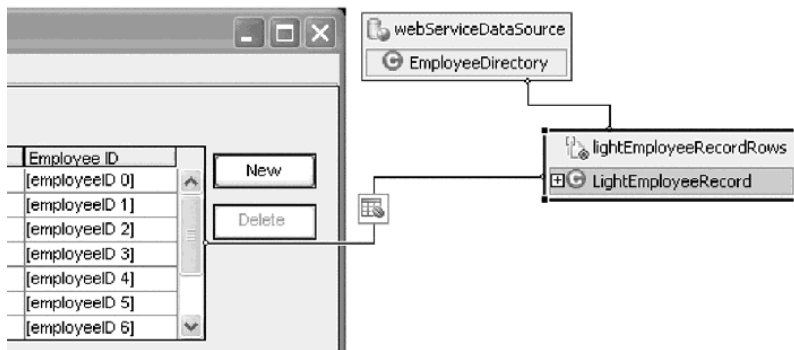 webServiceDataSource
EmployeeDirectory
lightEmployeeRecordRows
LightEmployeeRecord
Employee ID
[employeeID 0]
[employeeID 1]
[employeeID 2]
[employeeID 3]
[employeeID 4]
[employeeID 5]
[employeeID 6]
New
Delete